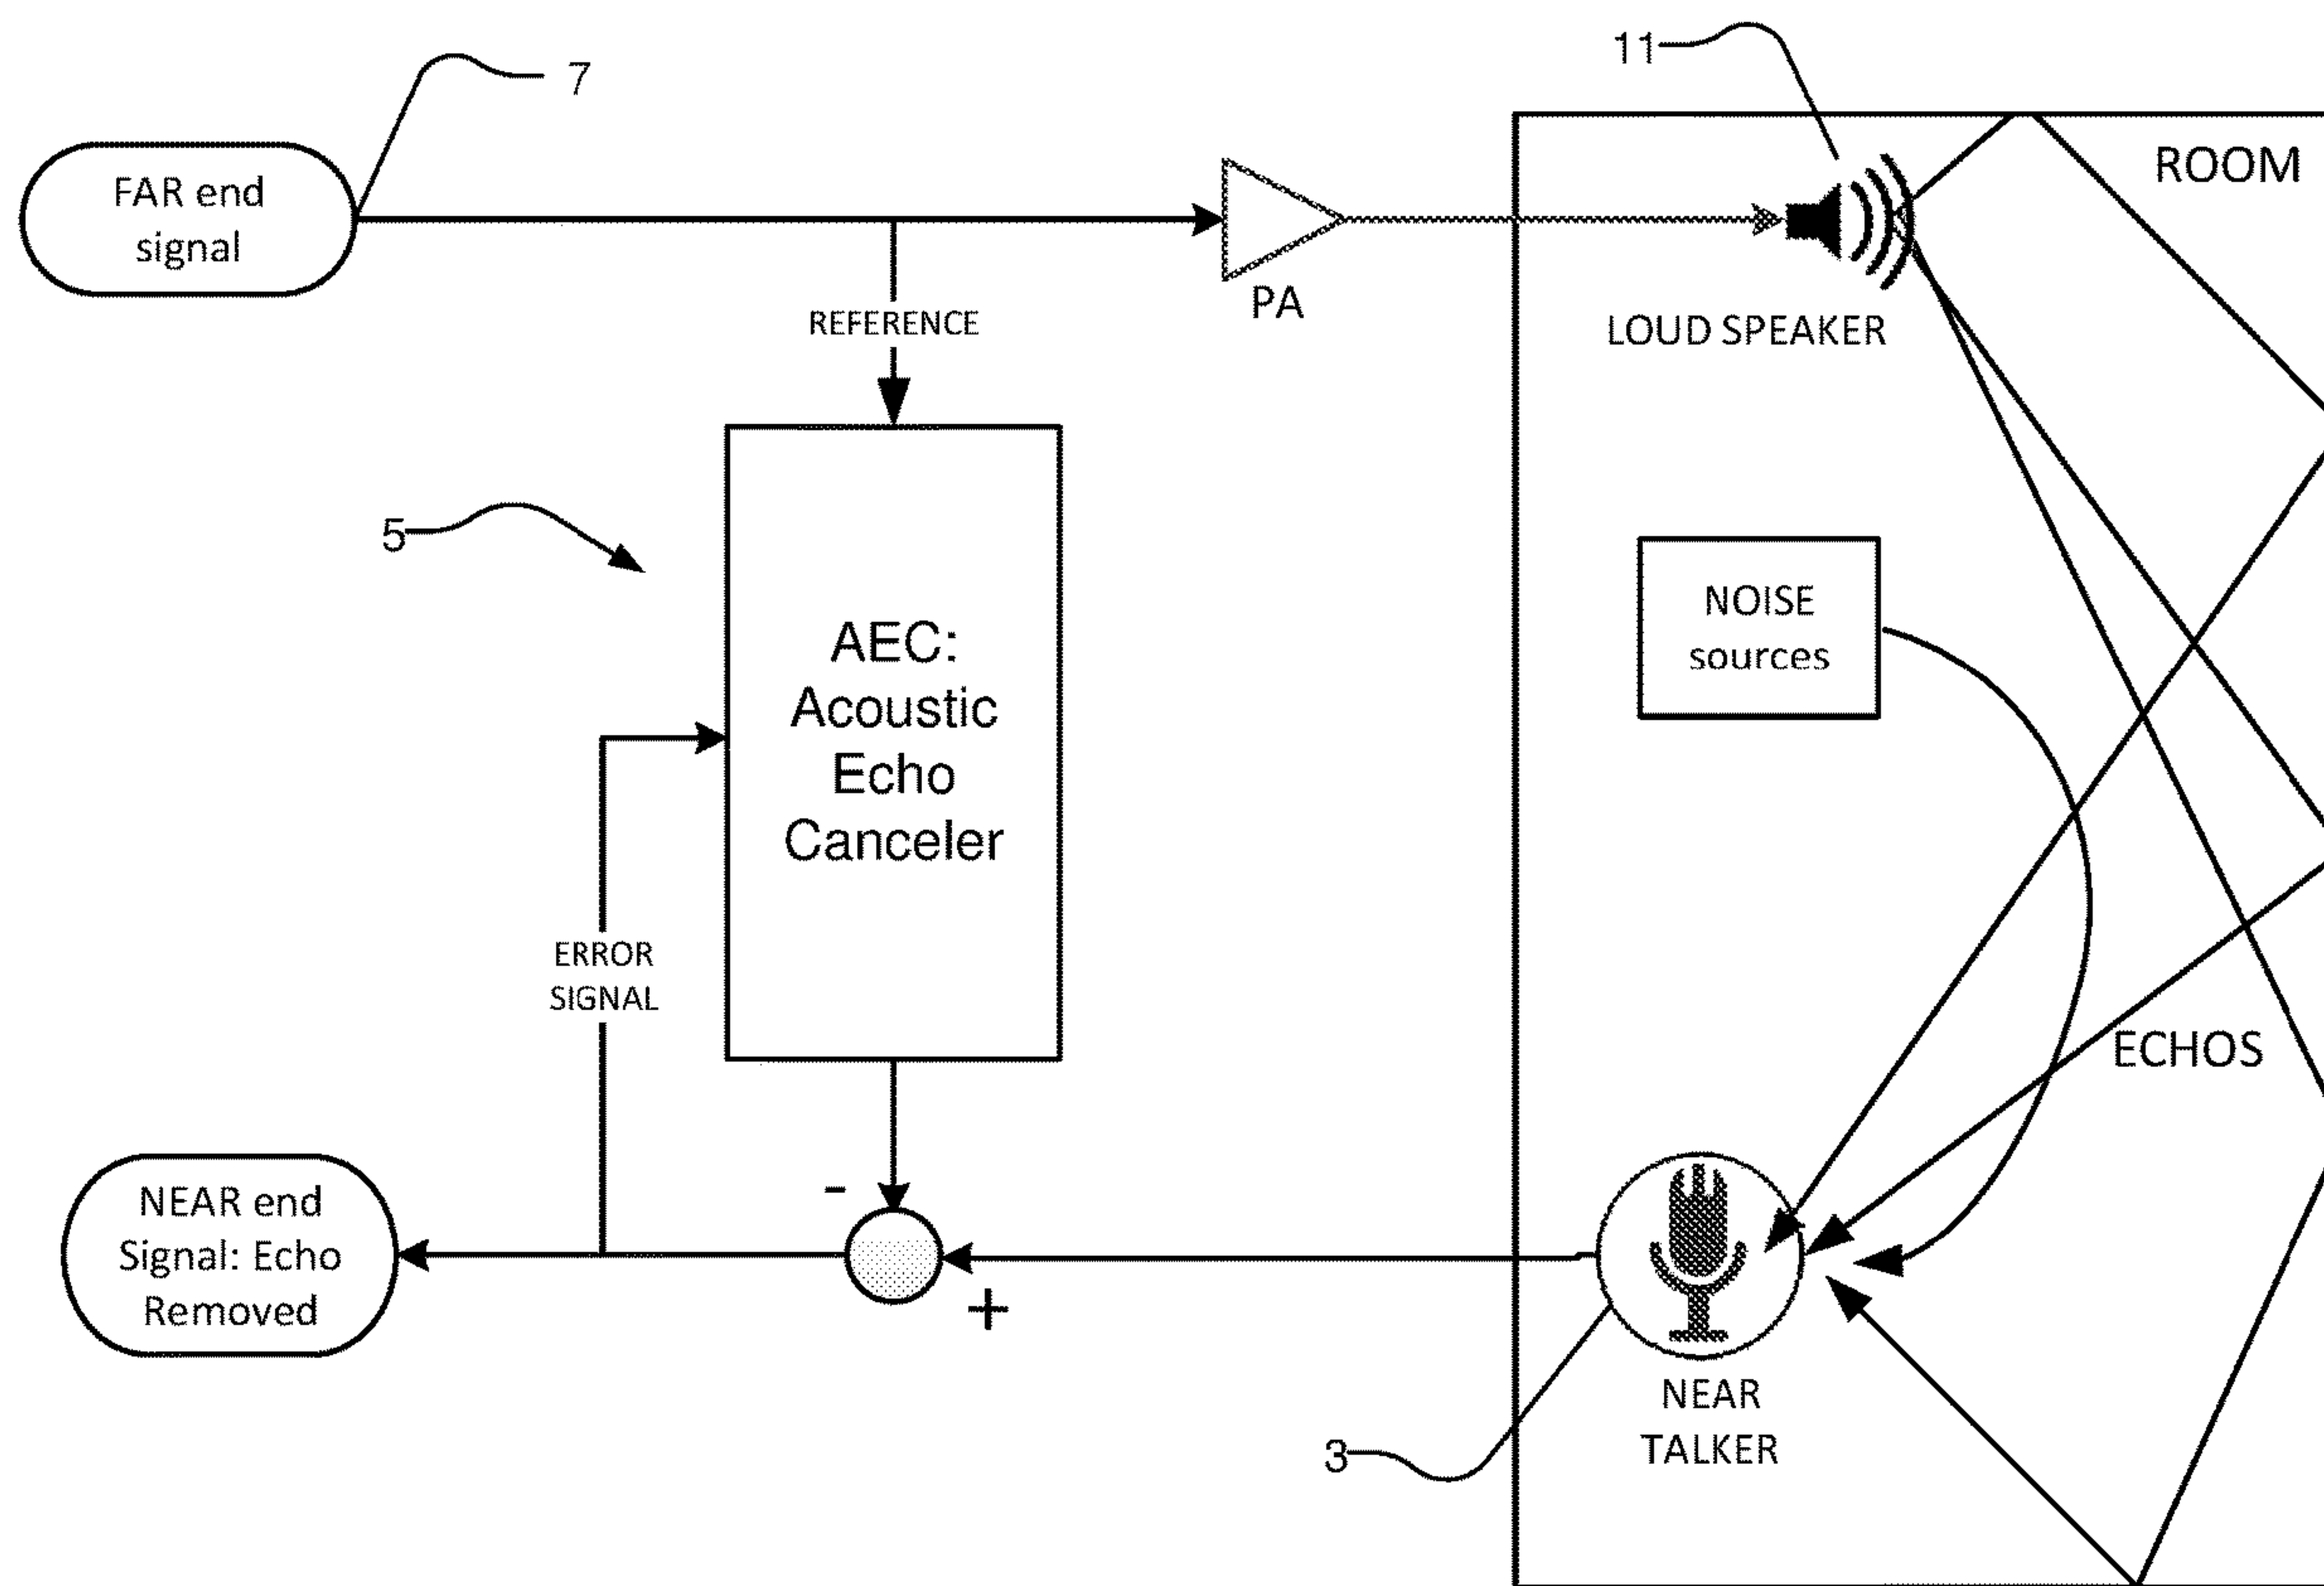 7
11
FAR end
signal
ROOM
PA
REFERENCE
LOUD SPEAKER
5
NOISE
sources
AEC:
Acoustic
Echo
Canceler
ERROR
SIGNAL
ECHOS
NEAR end
Signal: Echo
Removed
-
+
NEAR
TALKER
3